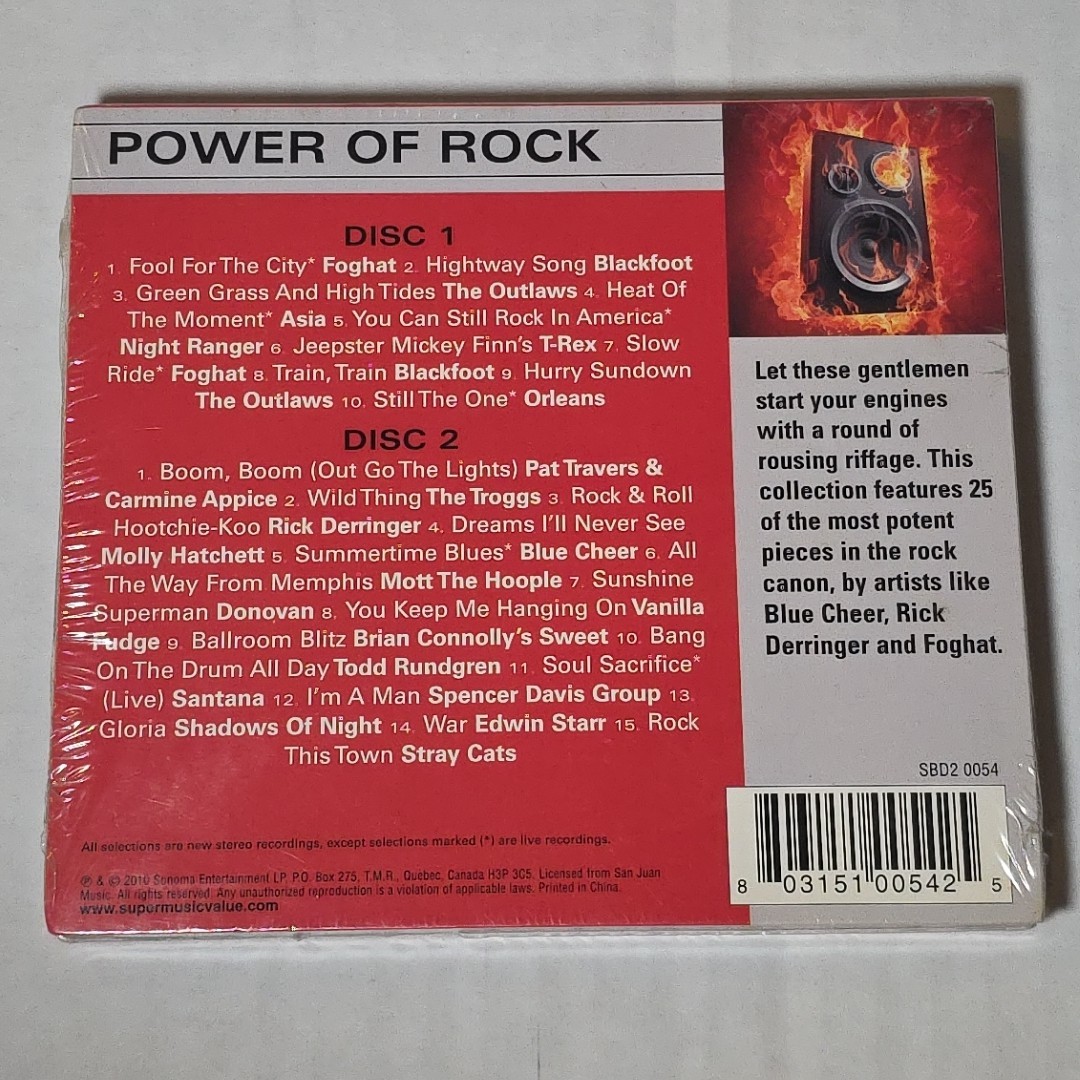 POWER OF ROCK
DISC 1
1. Fool For The City* Foghat 2. Hightway Song Blackfoot
3. Green Grass And High Tides The Outlaws 4. Heat Of
The Moment* Asia 5. You Can Still Rock In America*
Night Ranger 6. Jeepster Mickey Finn's T-Rex 7. Slow
Ride* Foghat 8. Train, Train Blackfoot 9. Hurry Sundown
The Outlaws 10. Still The One* Orleans
DISC 2
1. Boom, Boom (Out Go The Lights) Pat Travers &
Carmine Appice 2. Wild Thing The Troggs 3. Rock & Roll
Hootchie-Koo Rick Derringer 4. Dreams I'll Never See
Molly Hatchett 5. Summertime Blues* Blue Cheer 6. All
The Way From Memphis Mott The Hoople 7. Sunshine
Superman Donovan 8. You Keep Me Hanging On Vanilla
Fudge 9. Ballroom Blitz Brian Connolly's Sweet 10. Bang
On The Drum All Day Todd Rundgren 11. Soul Sacrifice*
(Live) Santana 12. I'm A Man Spencer Davis Group 13.
Gloria Shadows Of Night 14. War Edwin Starr 15. Rock
This Town Stray Cats
All selections are new stereo recordings, except selections marked (*) are live recordings.
℗ & © 2010 Sonoma Entertainment LP, P.O. Box 275, T.M.R., Quebec, Canada H3P 3C5. Licensed from San Juan
Music. All rights reserved. Any unauthorized reproduction is a violation of applicable laws. Printed in China.
www.supermusicvalue.com
Let these gentlemen
start your engines
with a round of
rousing riffage. This
collection features 25
of the most potent
pieces in the rock
canon, by artists like
Blue Cheer, Rick
Derringer and Foghat.
SBD2 0054
8 03151 00542 5